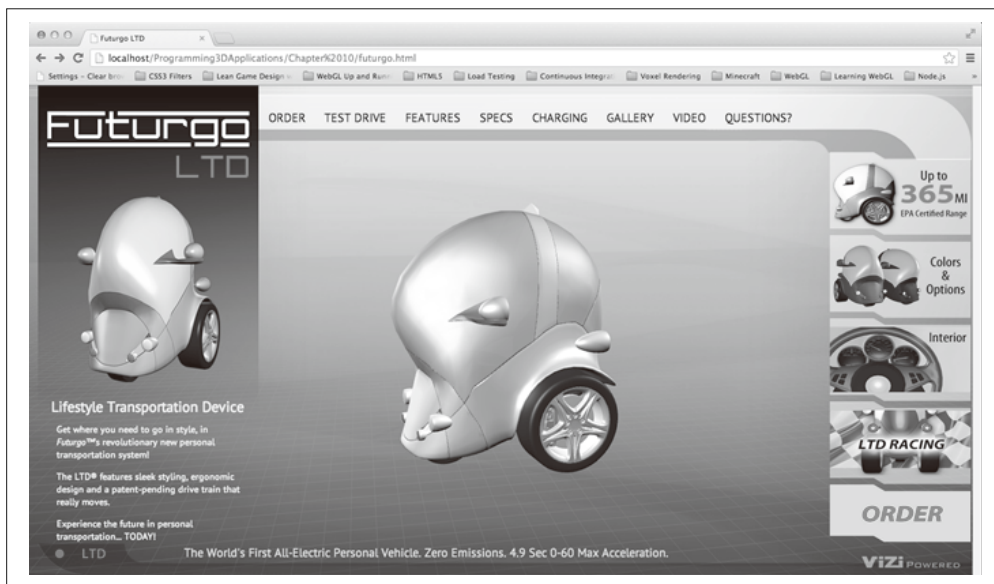 Futurgo LTD
localhost/Programming3DApplications/Chapter%2010/futurgo.html
Settings – Clear brow
CSS3 Filters
Lean Game Design
WebGL Up and Runn
HTML5
Load Testing
Continuous Integrat
Voxel Rendering
Minecraft
WebGL
Learning WebGL
Node.js
»
Futurgo
LTD
ORDER TEST DRIVE FEATURES SPECS CHARGING GALLERY VIDEO QUESTIONS?
Up to
365 MI
EPA Certified Range
Colors
&
Options
Interior
LTD RACING
ORDER
Lifestyle Transportation Device
Get where you need to go in style, in
Futurgo™'s revolutionary new personal
transportation system!
The LTD® features sleek styling, ergonomic
design and a patent-pending drive train that
really moves.
Experience the future in personal
transportation... TODAY!
LTD
The World's First All-Electric Personal Vehicle. Zero Emissions. 4.9 Sec 0-60 Max Acceleration.
ViZi POWERED